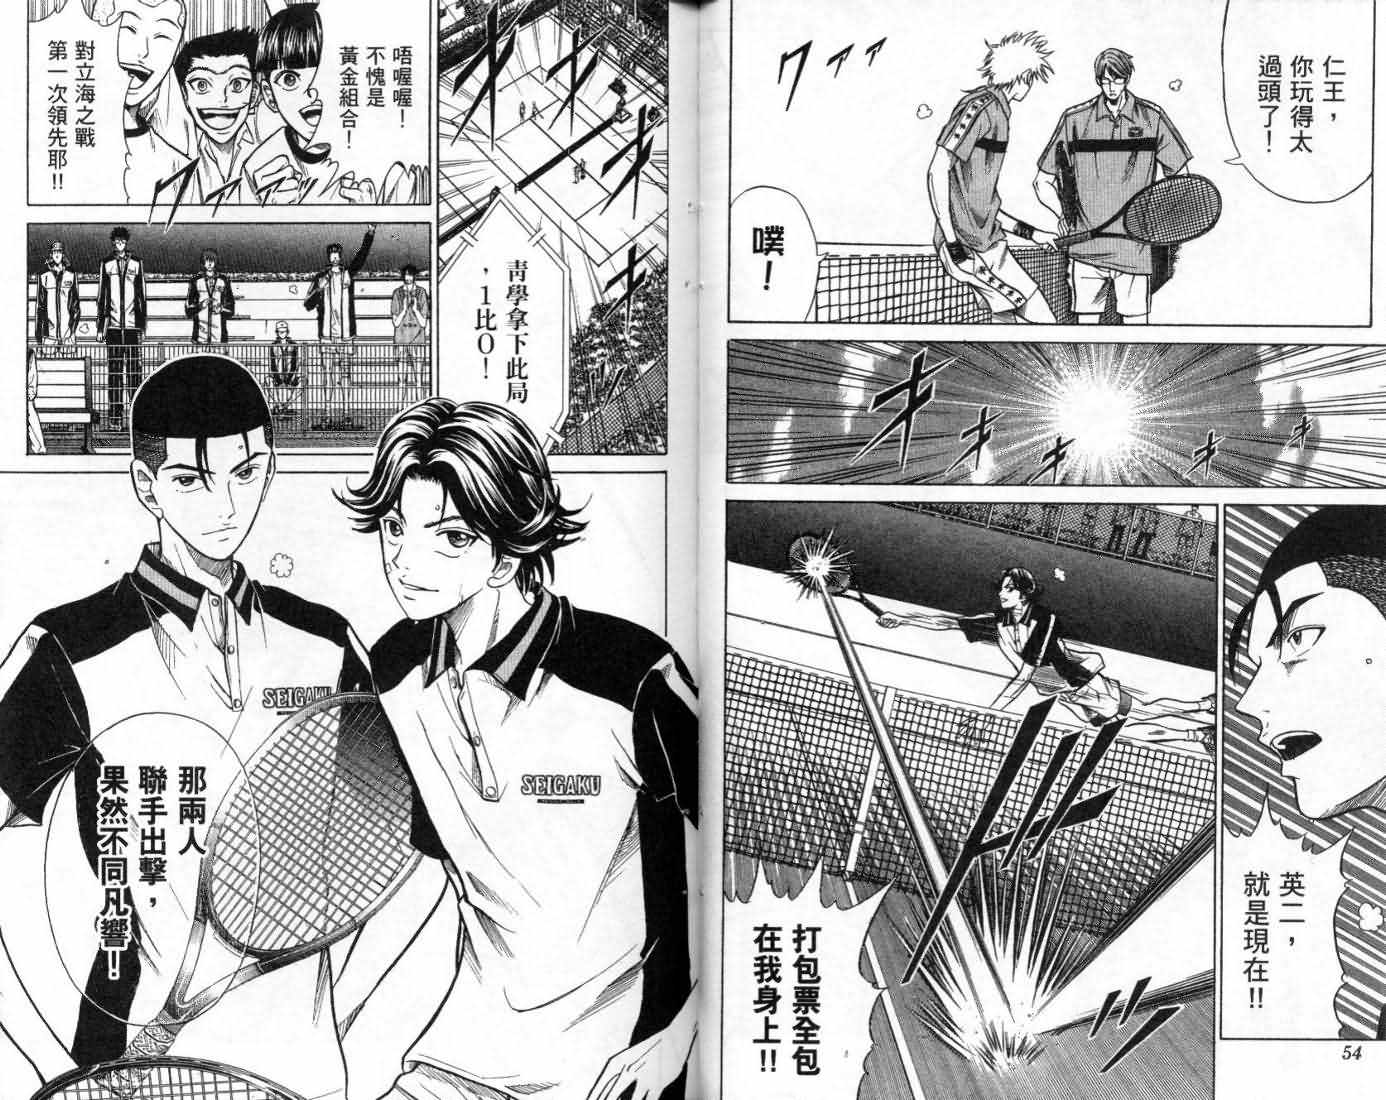 仁王，
你玩得太
過頭了！
噗！
英二，
就是現在!!
打包票全包
在我身上!!
54
青學拿下此局
，1比0！
唔喔喔！
不愧是
黃金組合！
對立海之戰
第一次領先耶!!
SEIGAKU
SEIGAKU
那兩人
聯手出擊，
果然不同凡響！